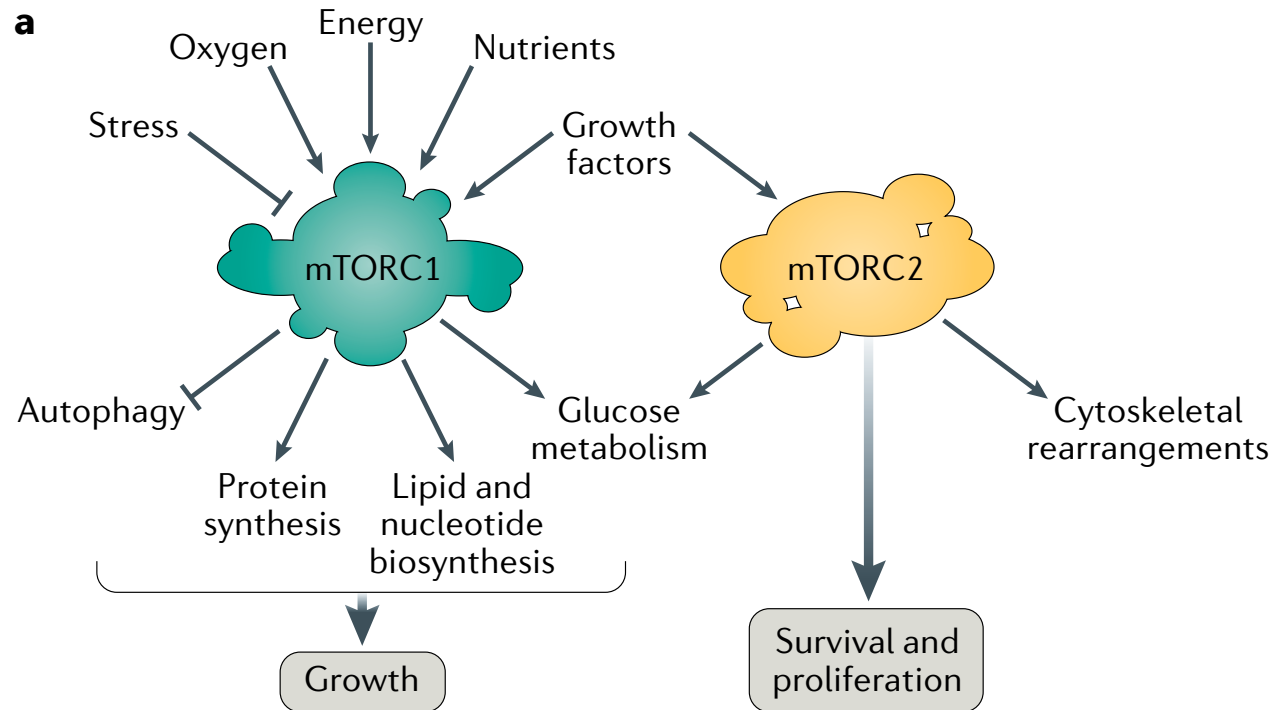 a
Energy
Oxygen
Nutrients
Stress
Growth
factors
mTORC1
mTORC2
Autophagy
Glucose
metabolism
Cytoskeletal
rearrangements
Protein
synthesis
Lipid and
nucleotide
biosynthesis
Growth
Survival and
proliferation